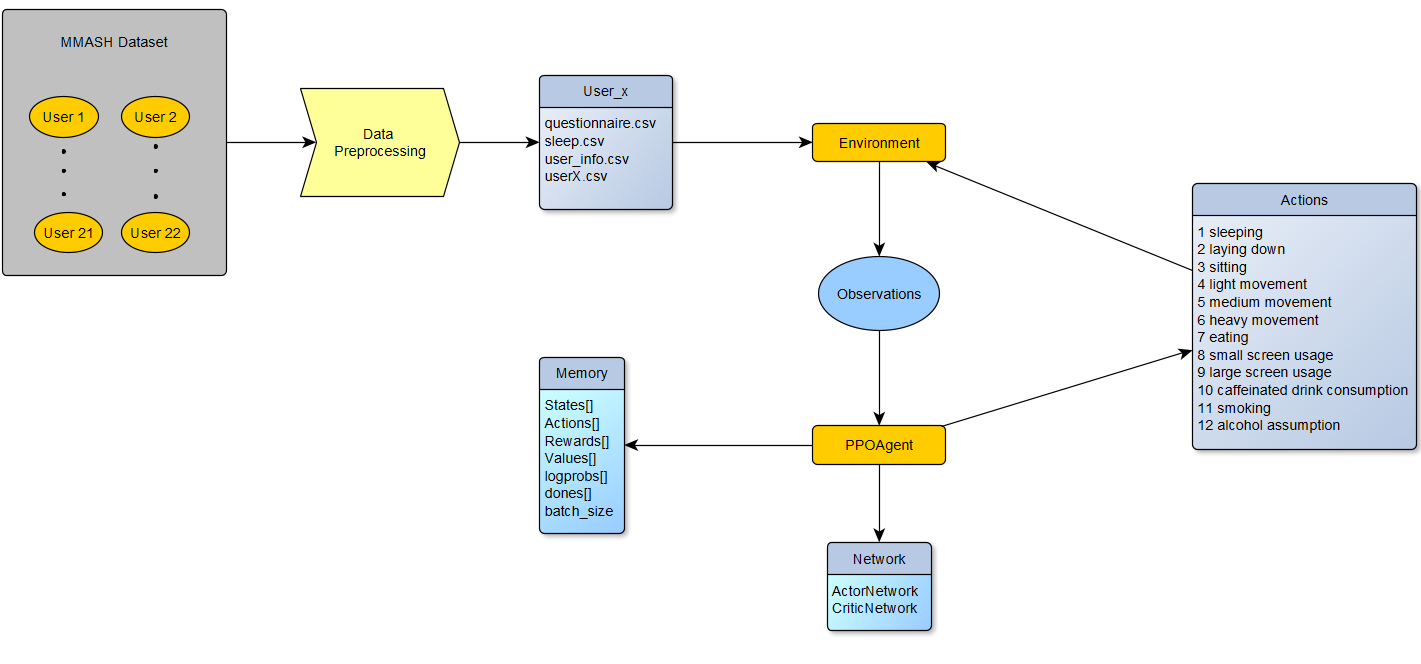 MMASH Dataset
User 1
User 2
User 21
User 22
Data
Preprocessing
User_x
questionnaire.csv
sleep.csv
user_info.csv
userX.csv
Environment
Observations
PPOAgent
Memory
States[]
Actions[]
Rewards[]
Values[]
logprobs[]
dones[]
batch_size
Network
ActorNetwork
CriticNetwork
Actions
1 sleeping
2 laying down
3 sitting
4 light movement
5 medium movement
6 heavy movement
7 eating
8 small screen usage
9 large screen usage
10 caffeinated drink consumption
11 smoking
12 alcohol assumption